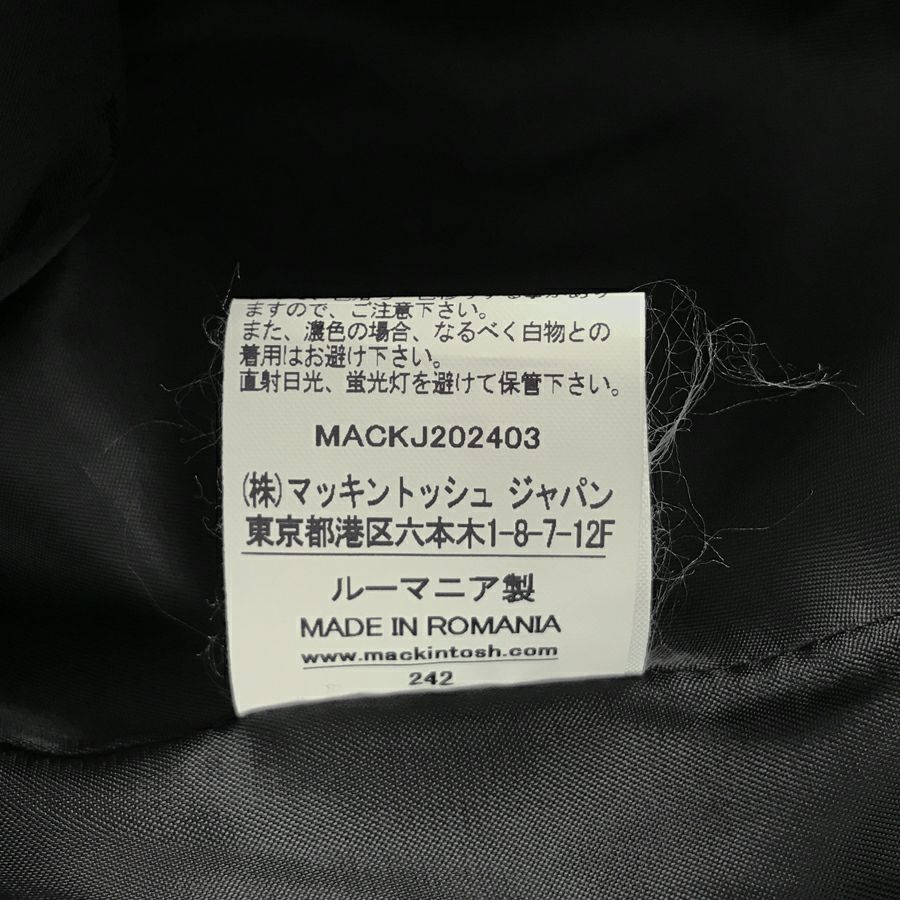 ますので、ご注意下さい。
また、濃色の場合、なるべく白物との
着用はお避け下さい。
直射日光、蛍光灯を避けて保管下さい。
MACKJ202403
(株)マッキントッシュ ジャパン
東京都港区六本木1-8-7-12F
ルーマニア製
MADE IN ROMANIA
www.mackintosh.com
242